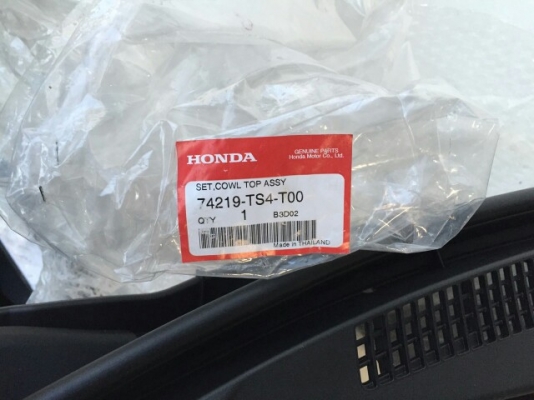 HONDA
GENUINE PARTS
Honda Motor Co., Ltd.
SET,COWL TOP ASSY
74219-TS4-T00
QTY 1 B3D02
Made in THAILAND